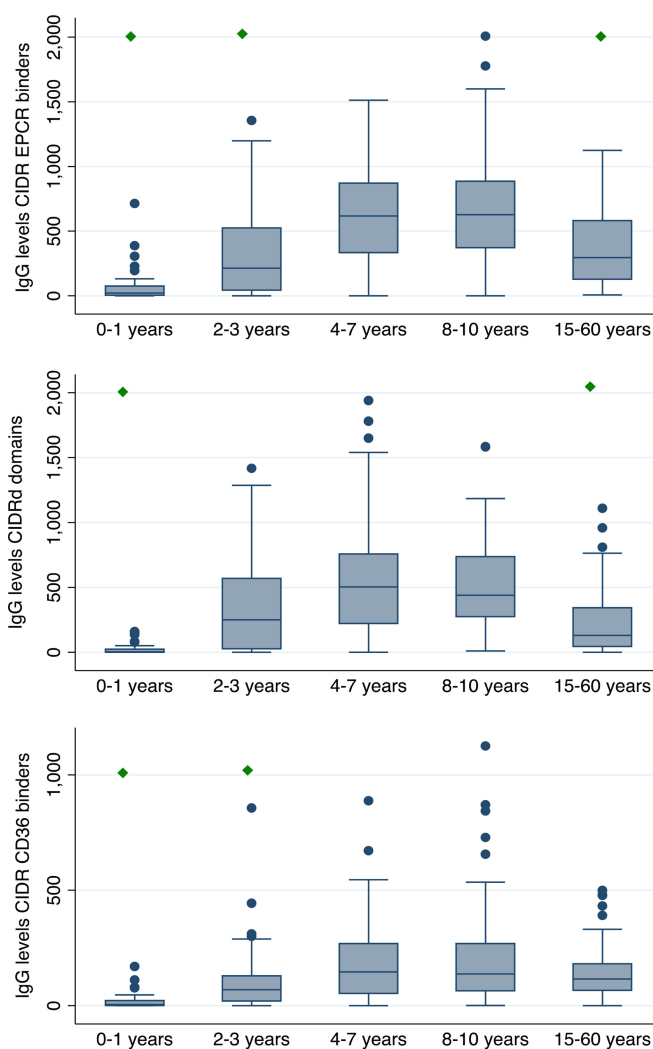 IgG levels CIDR EPCR binders
2,000
1,500
1,000
500
0
0-1 years 2-3 years 4-7 years 8-10 years 15-60 years
IgG levels CIDRd domains
2,000
1,500
1,000
500
0
0-1 years 2-3 years 4-7 years 8-10 years 15-60 years
IgG levels CIDR CD36 binders
1,000
500
0
0-1 years 2-3 years 4-7 years 8-10 years 15-60 years